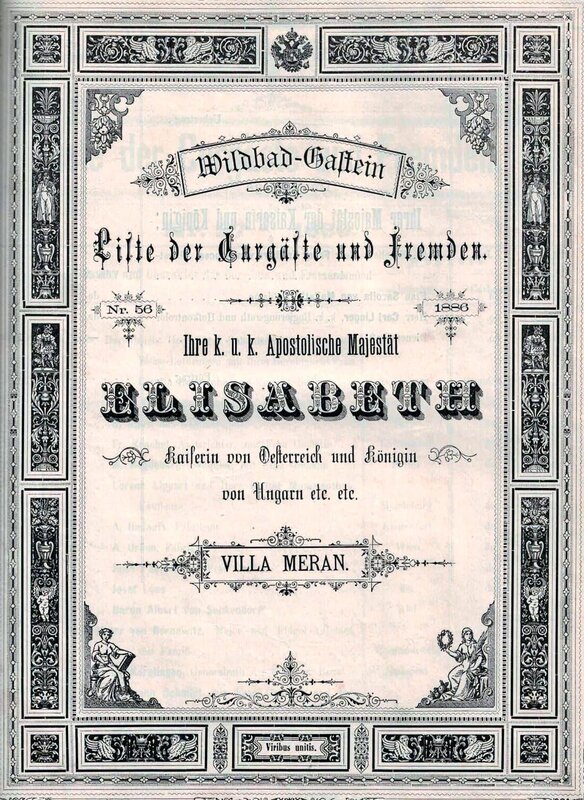 Wildbad-Gastein
Liste der Curgäste und Fremden.
Nr. 56
1886
Ihre k. u. k. Apostolische Majestät
ELISABETH
Kaiserin von Oesterreich und Königin
von Ungarn etc. etc.
VILLA MERAN.
Viribus unitis.